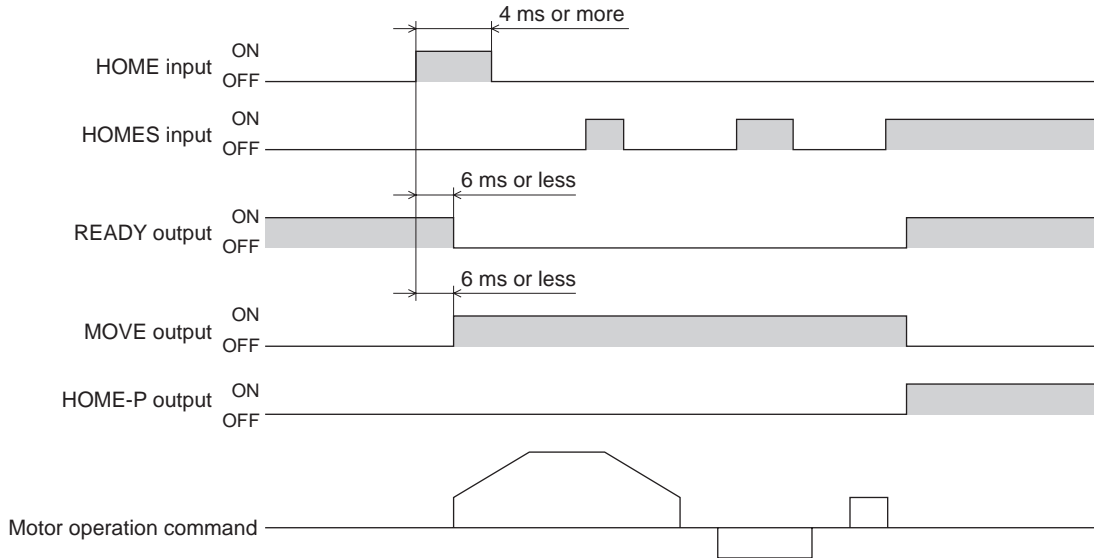 4 ms or more
HOME input ON
OFF
HOMES input ON
OFF
6 ms or less
READY output ON
OFF
6 ms or less
MOVE output ON
OFF
HOME-P output ON
OFF
Motor operation command